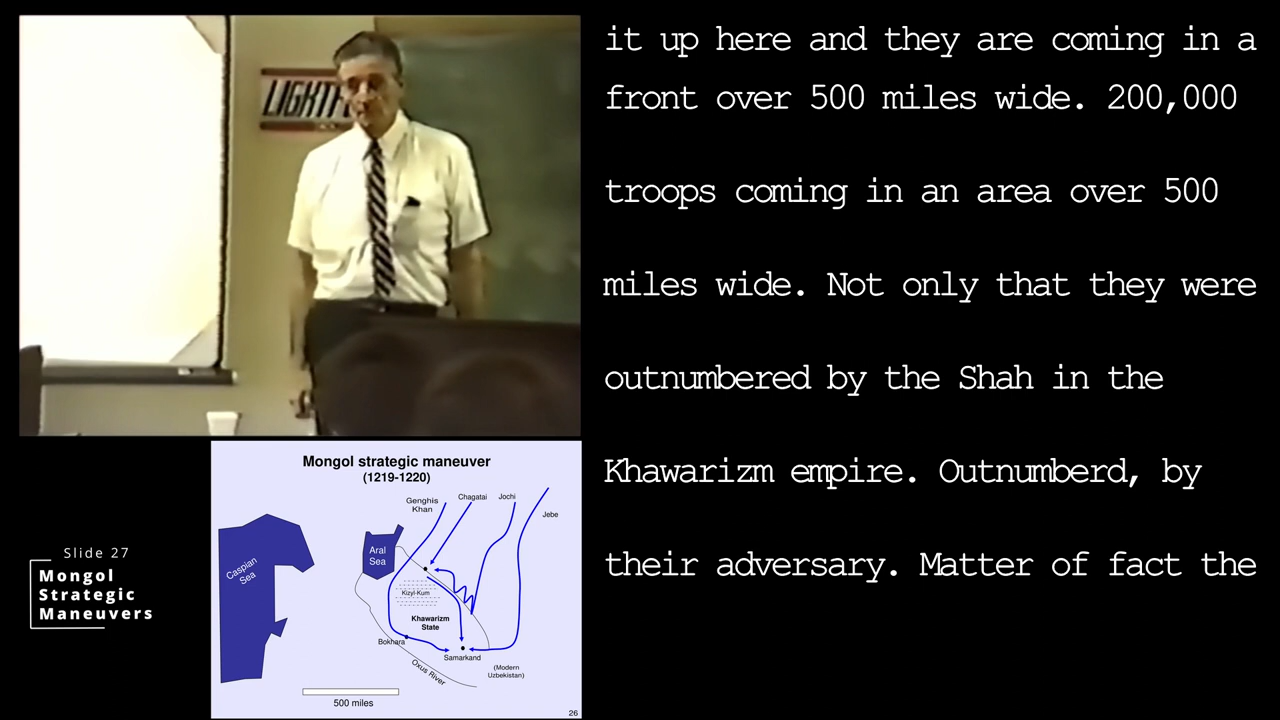 LIGHT
it up here and they are coming in a
front over 500 miles wide. 200,000
troops coming in an area over 500
miles wide. Not only that they were
outnumbered by the Shah in the
Khawarizm empire. Outnumberd, by
their adversary. Matter of fact the
Slide 27
Mongol
Strategic
Maneuvers
Mongol strategic maneuver
(1219-1220)
Genghis
Khan
Chagatai
Jochi
Jebe
Aral
Sea
Caspian
Sea
Kizyl-Kum
Khawarizm
State
Bokhara
Samarkand
Oxus River
(Modern
Uzbekistan)
500 miles
26